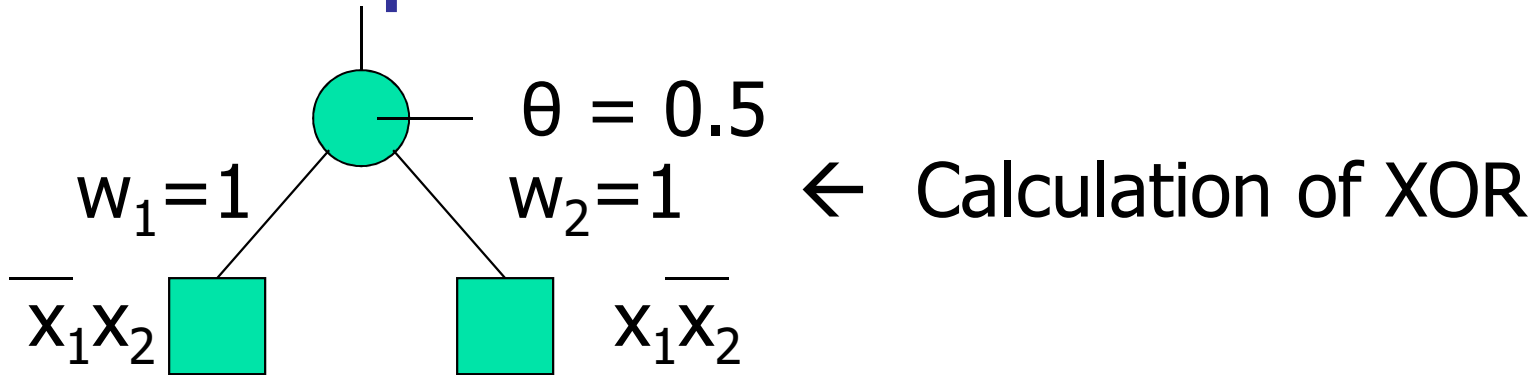 θ = 0.5
w₁=1 w₂=1 ← Calculation of XOR
x̅₁x₂ x₁x̅₂